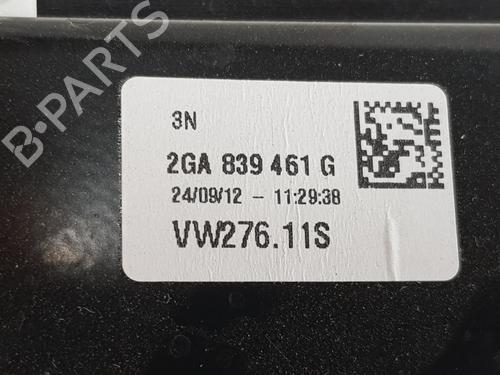 3N
2GA 839 461 G
24/09/12 - 11:29:38
VW276.11S
B-PARTS